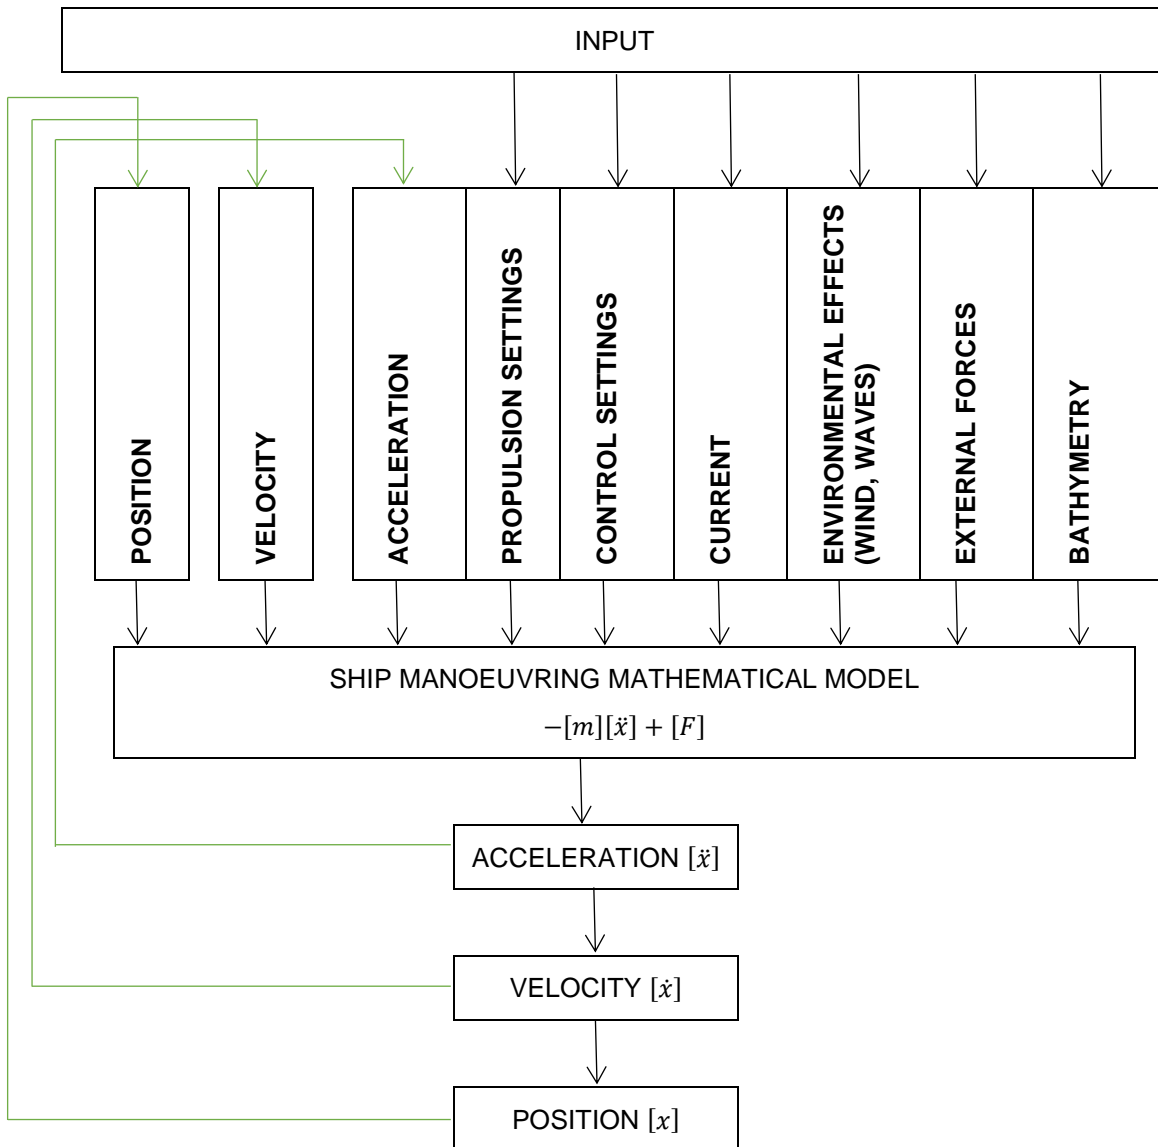 INPUT
POSITION
VELOCITY
ACCELERATION
PROPULSION SETTINGS
CONTROL SETTINGS
CURRENT
ENVIRONMENTAL EFFECTS
(WIND, WAVES)
EXTERNAL FORCES
BATHYMETRY
SHIP MANOEUVRING MATHEMATICAL MODEL
−[m][ẍ] + [F]
ACCELERATION [ẍ]
VELOCITY [ẋ]
POSITION [x]